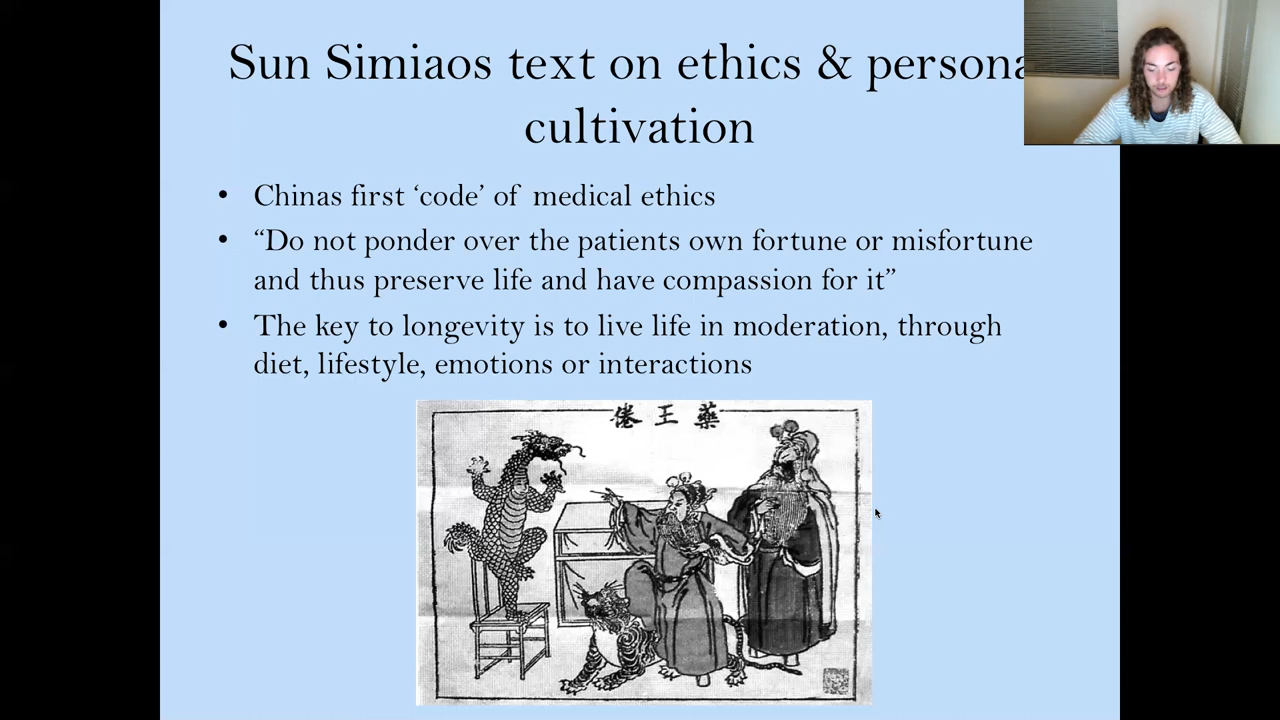 Sun Simiaos text on ethics & persona
cultivation
• Chinas first ‘code’ of medical ethics
• “Do not ponder over the patients own fortune or misfortune
and thus preserve life and have compassion for it”
• The key to longevity is to live life in moderation, through
diet, lifestyle, emotions or interactions
王藥